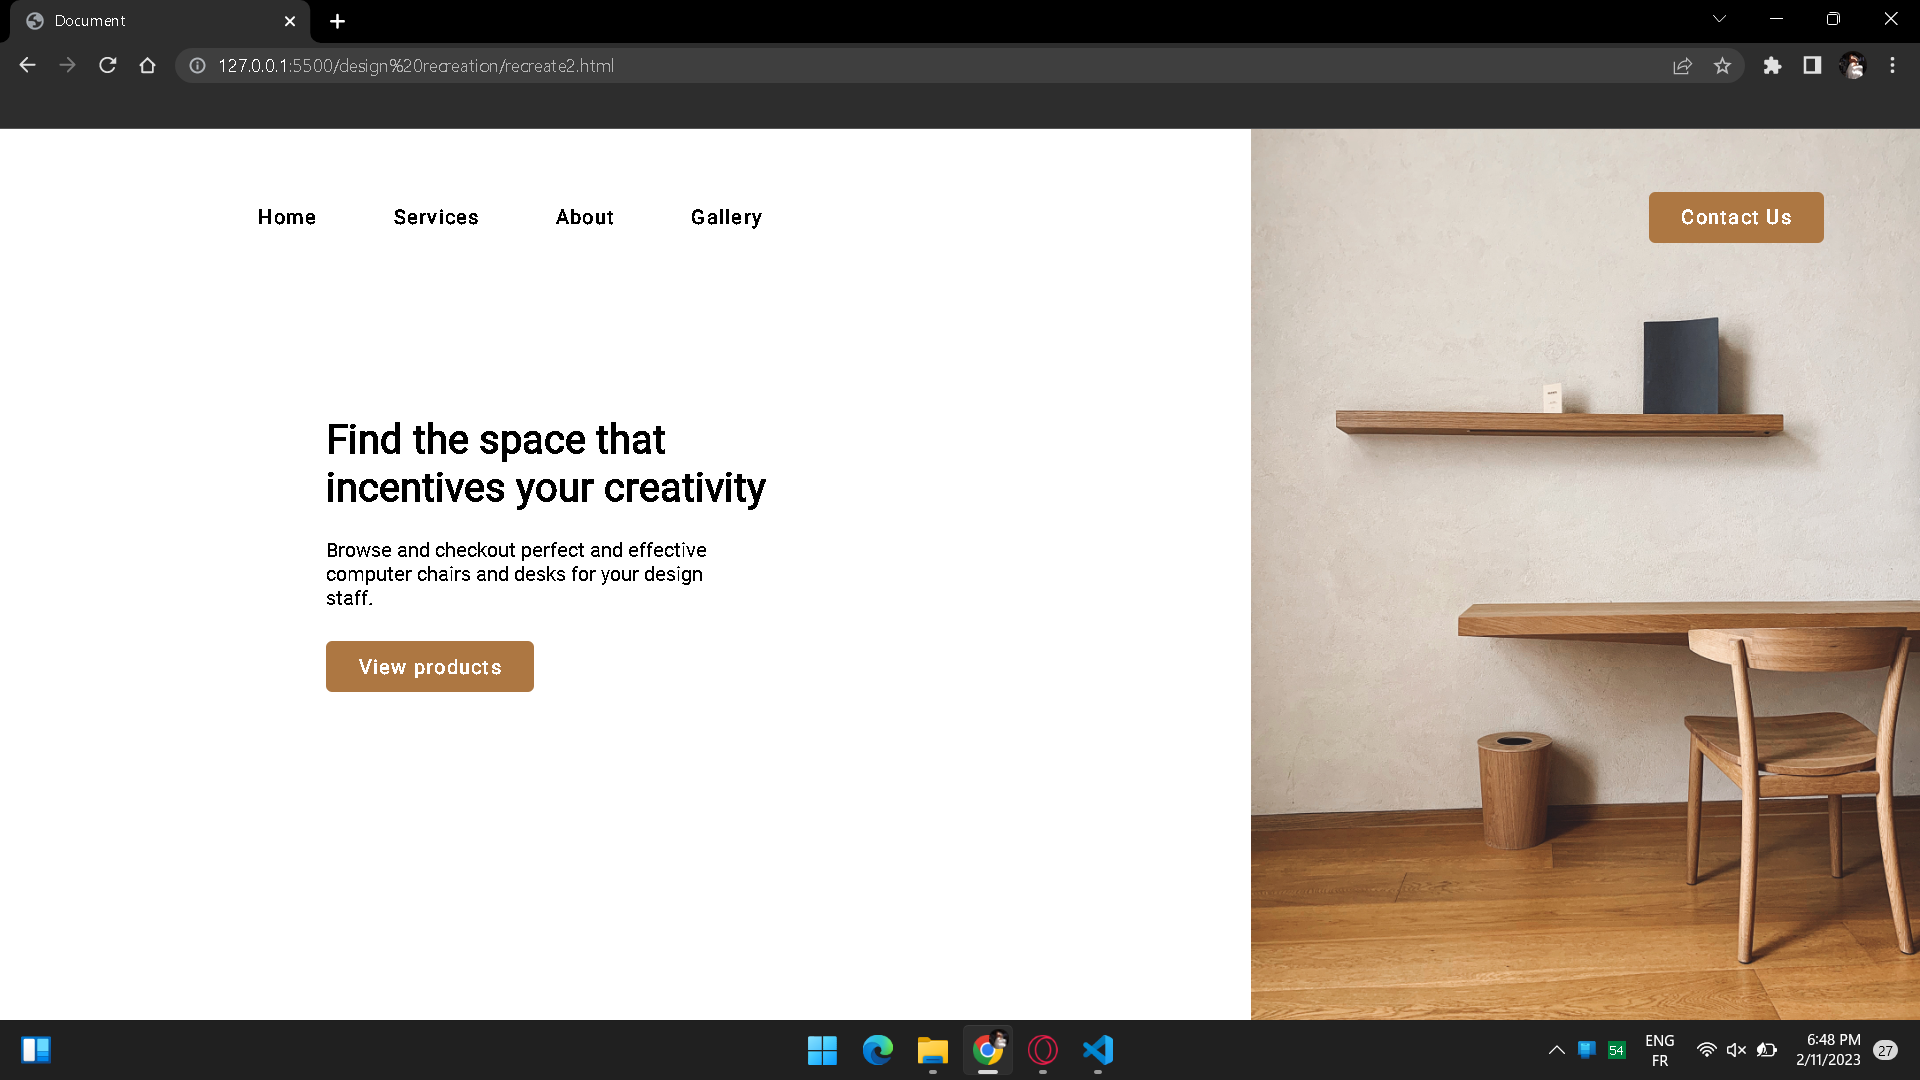 Document
127.0.0.1:5500/design%20recreation/recreate2.html
Home Services About Gallery Contact Us
Find the space that
incentives your creativity
Browse and checkout perfect and effective
computer chairs and desks for your design
staff.
View products
54
ENG
FR
6:48 PM
2/11/2023
27